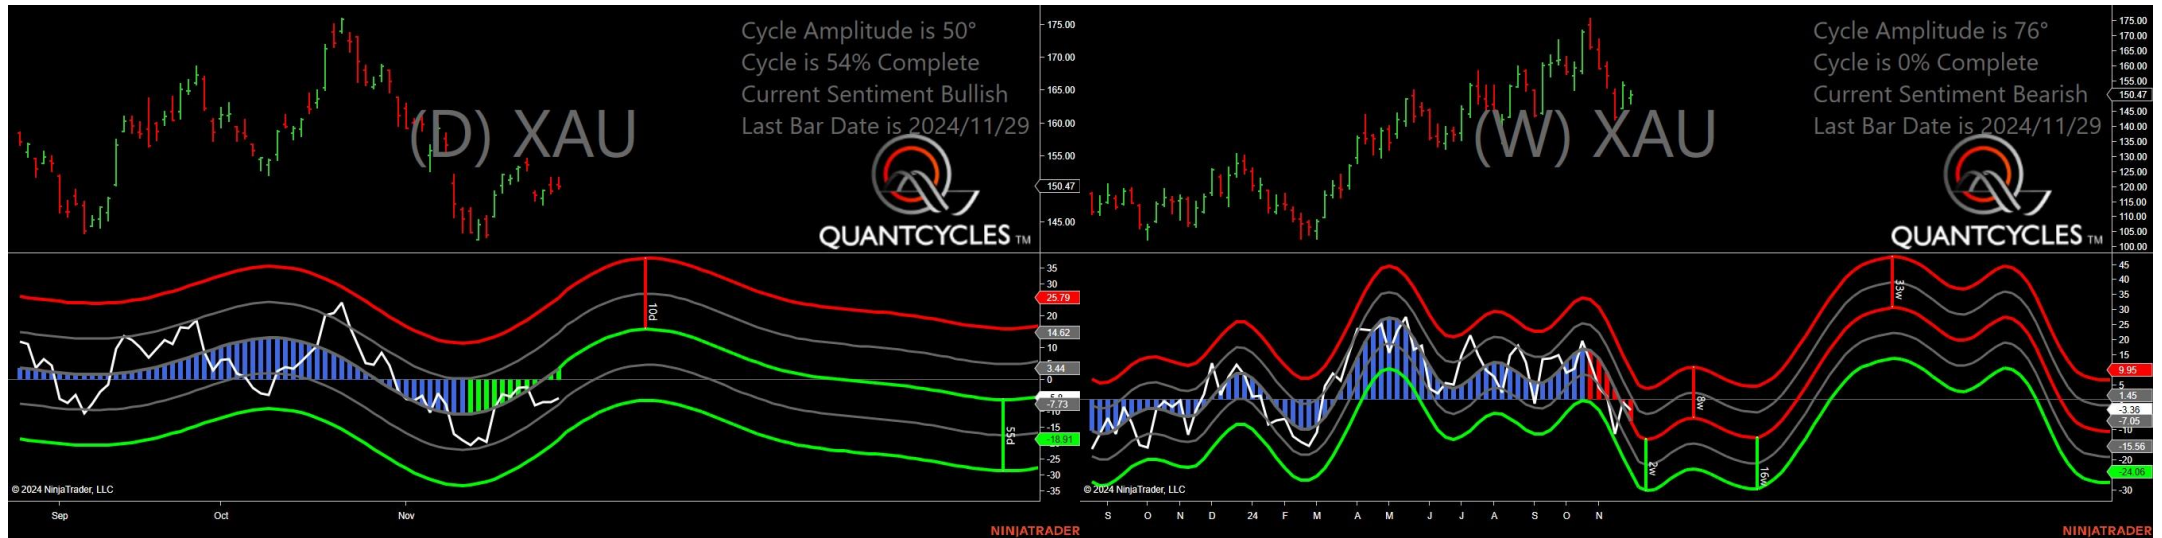 Cycle Amplitude is 50°
Cycle is 54% Complete
Current Sentiment Bullish
Last Bar Date is 2024/11/29
(D) XAU
QUANTCYCLES TM
175.00
170.00
165.00
160.00
155.00
150.47
145.00
35
30
25.79
20
14.62
10
3.44
0
-7.73
-15
-18.91
-25
-30
-35
10d
55d
© 2024 NinjaTrader, LLC
Sep
Oct
Nov
NINJATRADER
Cycle Amplitude is 76°
Cycle is 0% Complete
Current Sentiment Bearish
Last Bar Date is 2024/11/29
(W) XAU
QUANTCYCLES TM
175.00
170.00
165.00
160.00
155.00
150.47
145.00
140.00
135.00
130.00
125.00
120.00
115.00
110.00
105.00
100.00
45
40
35
30
25
20
15
9.95
5
1.45
-3.36
-7.05
-10
-15.56
-20
-24.06
-30
33w
8w
2w
16w
© 2024 NinjaTrader, LLC
S
O
N
D
24
F
M
A
M
J
J
A
S
O
N
NINJATRADER